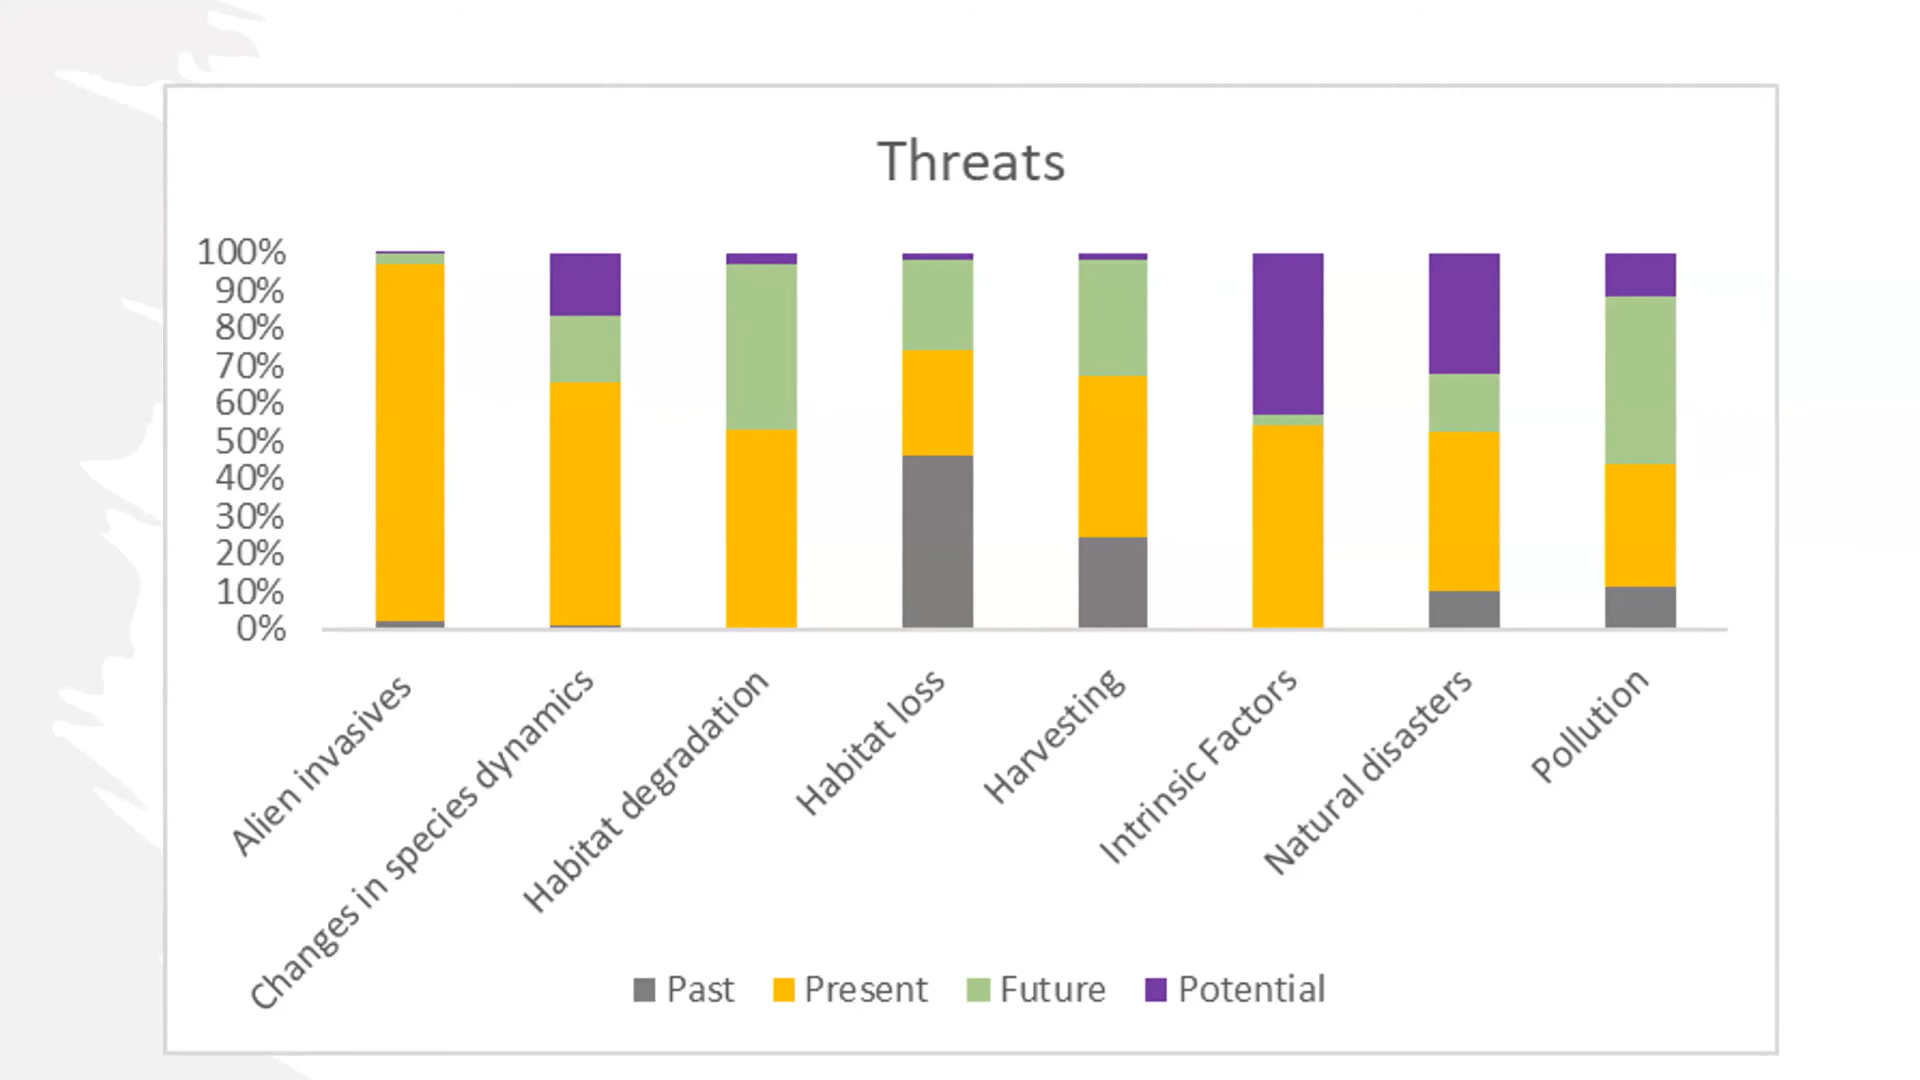 Threats
100%
90%
80%
70%
60%
50%
40%
30%
20%
10%
0%
Alien invasives
Changes in species dynamics
Habitat degradation
Habitat loss
Harvesting
Intrinsic Factors
Natural disasters
Pollution
Past Present Future Potential